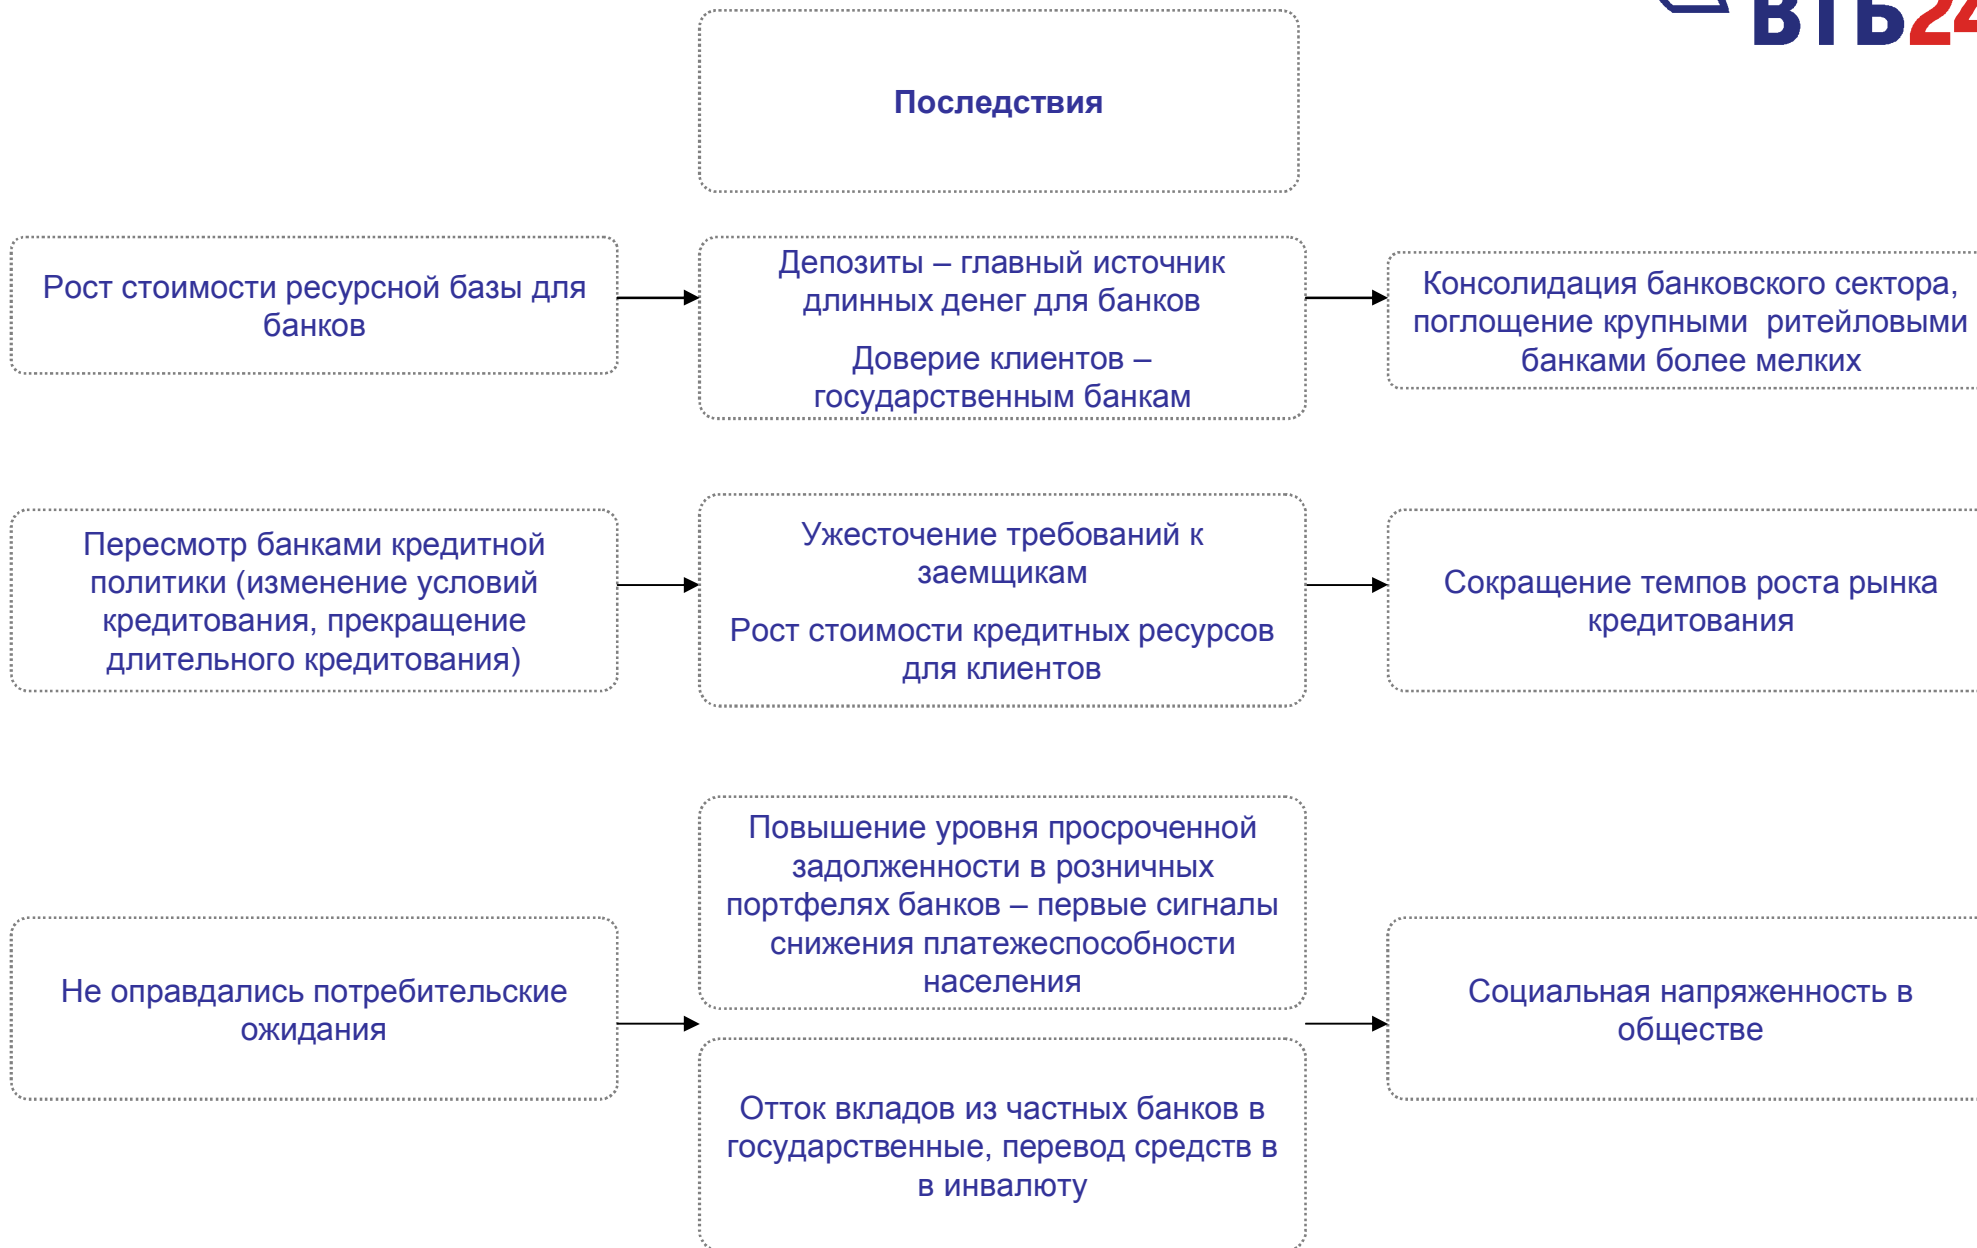 ВТБ24
Последствия
Рост стоимости ресурсной базы для
банков
Депозиты – главный источник
длинных денег для банков
Доверие клиентов –
государственным банкам
Консолидация банковского сектора,
поглощение крупными ритейловыми
банками более мелких
Пересмотр банками кредитной
политики (изменение условий
кредитования, прекращение
длительного кредитования)
Ужесточение требований к
заемщикам
Рост стоимости кредитных ресурсов
для клиентов
Сокращение темпов роста рынка
кредитования
Не оправдались потребительские
ожидания
Повышение уровня просроченной
задолженности в розничных
портфелях банков – первые сигналы
снижения платежеспособности
населения
Отток вкладов из частных банков в
государственные, перевод средств в
в инвалюту
Социальная напряженность в
обществе